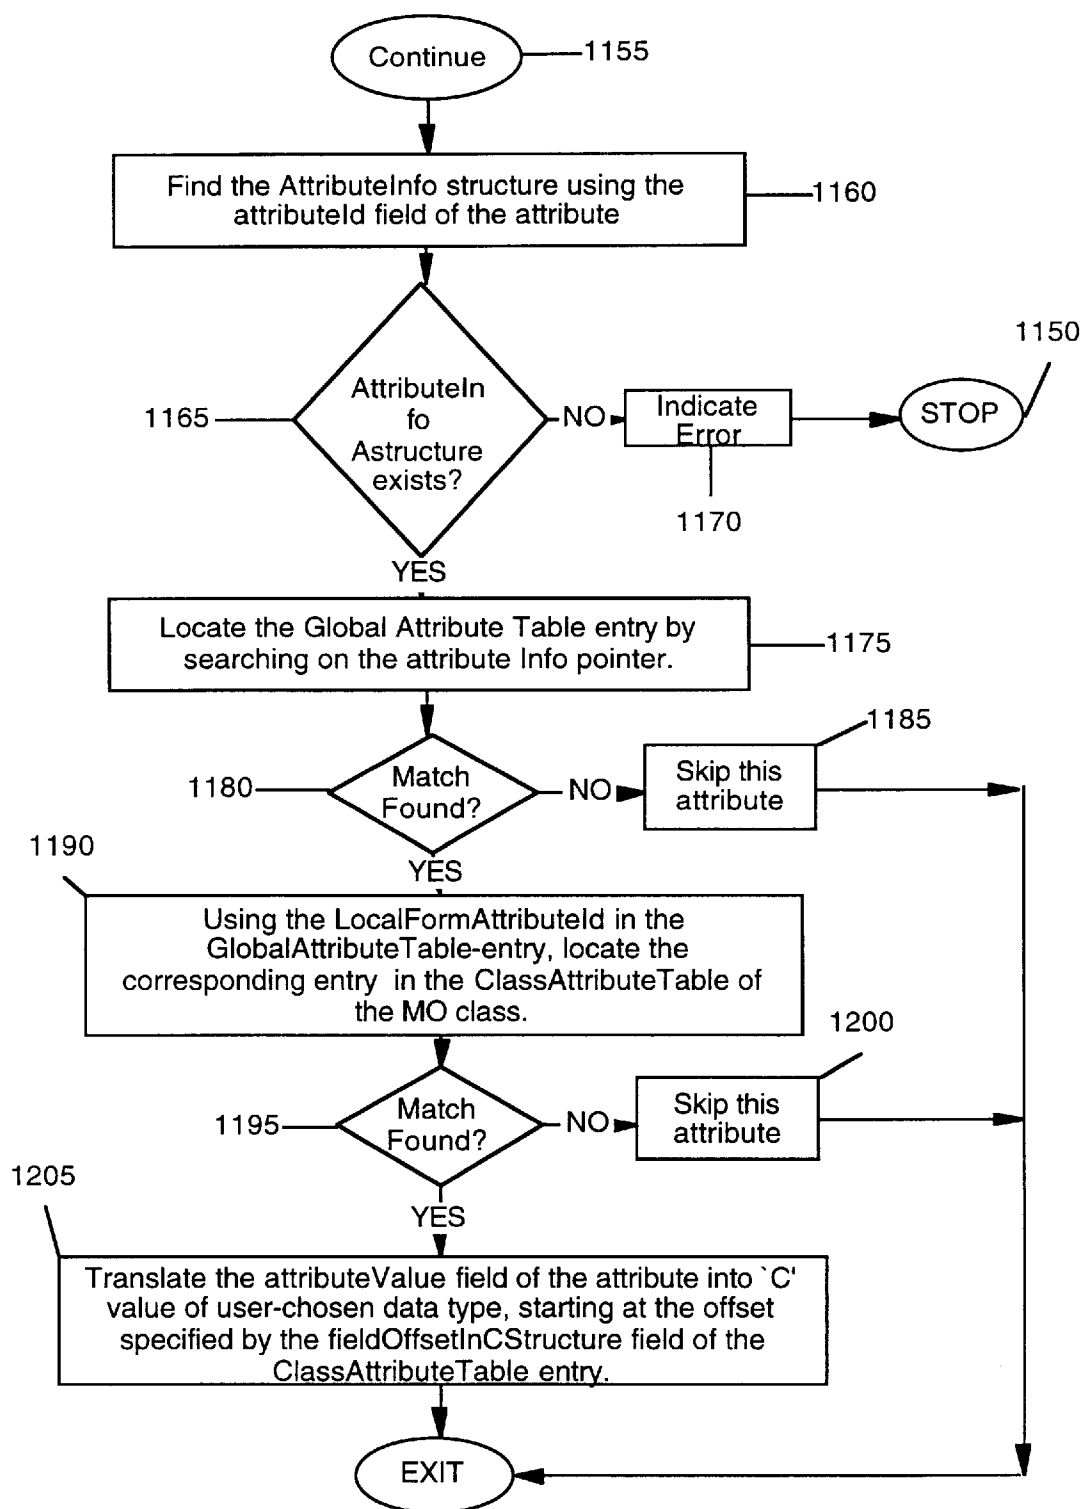 Continue
1155
Find the AttributeInfo structure using the
attributeId field of the attribute
1160
1150
AttributeIn
fo
Astructure
exists?
1165
NO
Indicate
Error
STOP
1170
YES
Locate the Global Attribute Table entry by
searching on the attribute Info pointer.
1175
1185
1180
Match
Found?
NO
Skip this
attribute
1190
YES
Using the LocalFormAttributeId in the
GlobalAttributeTable-entry, locate the
corresponding entry in the ClassAttributeTable of
the MO class.
1200
1195
Match
Found?
NO
Skip this
attribute
1205
YES
Translate the attributeValue field of the attribute into `C'
value of user-chosen data type, starting at the offset
specified by the fieldOffsetInCStructure field of the
ClassAttributeTable entry.
EXIT